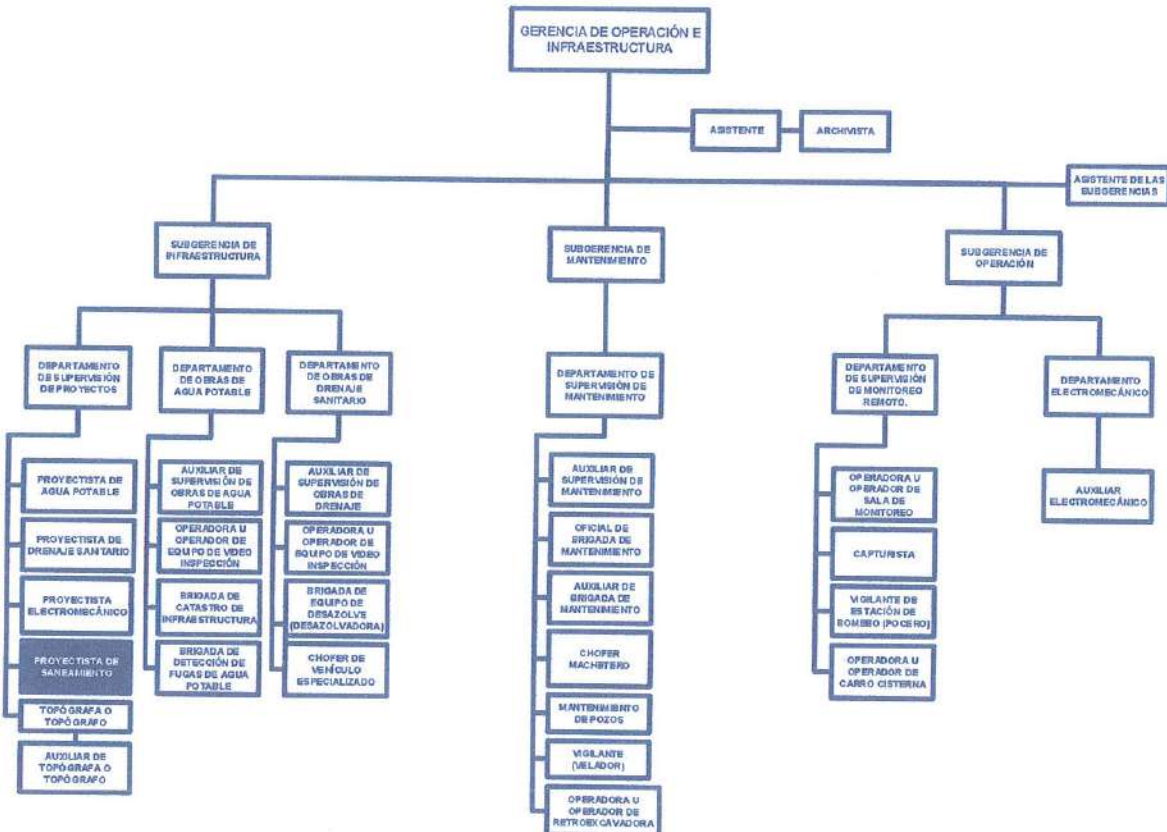 GERENCIA DE OPERACIÓN E
INFRAESTRUCTURA
ASISTENTE
ARCHIVISTA
ASISTENTE DE LAS
SUBGERENCIAS
SUBGERENCIA DE
INFRAESTRUCTURA
SUBGERENCIA DE
MANTENIMIENTO
SUBGERENCIA DE
OPERACIÓN
DEPARTAMENTO
DE SUPERVISIÓN
DE PROYECTOS
DEPARTAMENTO
DE OBRAS DE
AGUA POTABLE
DEPARTAMENTO
DE OBRAS DE
DRENAJE
SANITARIO
DEPARTAMENTO DE
SUPERVISIÓN DE
MANTENIMIENTO
DEPARTAMENTO
DE SUPERVISIÓN
DE MONITOREO
REMOTO.
DEPARTAMENTO
ELECTROMECÁNICO
PROYECTISTA DE
AGUA POTABLE
PROYECTISTA DE
DRENAJE SANITARIO
PROYECTISTA
ELECTROMECÁNICO
PROYECTISTA DE
SANEAMIENTO
TOPÓGRAFA O
TOPÓGRAFO
AUXILIAR DE
TOPÓGRAFA O
TOPÓGRAFO
AUXILIAR DE
SUPERVISIÓN DE
OBRAS DE AGUA
POTABLE
OPERADORA U
OPERADOR DE
EQUIPO DE VIDEO
INSPECCIÓN
BRIGADA DE
CATASTRO DE
INFRAESTRUCTURA
BRIGADA DE
DETECCIÓN DE
FUGAS DE AGUA
POTABLE
AUXILIAR DE
SUPERVISIÓN DE
OBRAS DE
DRENAJE
OPERADORA U
OPERADOR DE
EQUIPO DE VIDEO
INSPECCIÓN
BRIGADA DE
EQUIPO DE
DESAZOLVE
(DESAZOLVADORA)
CHOFER DE
VEHÍCULO
ESPECIALIZADO
AUXILIAR DE
SUPERVISIÓN DE
MANTENIMIENTO
OFICIAL DE
BRIGADA DE
MANTENIMIENTO
AUXILIAR DE
BRIGADA DE
MANTENIMIENTO
CHOFER
MACHETERO
MANTENIMIENTO
DE POZOS
VIGILANTE
(VELADOR)
OPERADORA U
OPERADOR DE
RETROEXCAVADORA
OPERADORA U
OPERADOR DE
SALA DE
MONITOREO
CAPTURISTA
VIGILANTE DE
ESTACIÓN DE
BOMBEO (POCERO)
OPERADORA U
OPERADOR DE
CARRO CISTERNA
AUXILIAR
ELECTROMECÁNICO